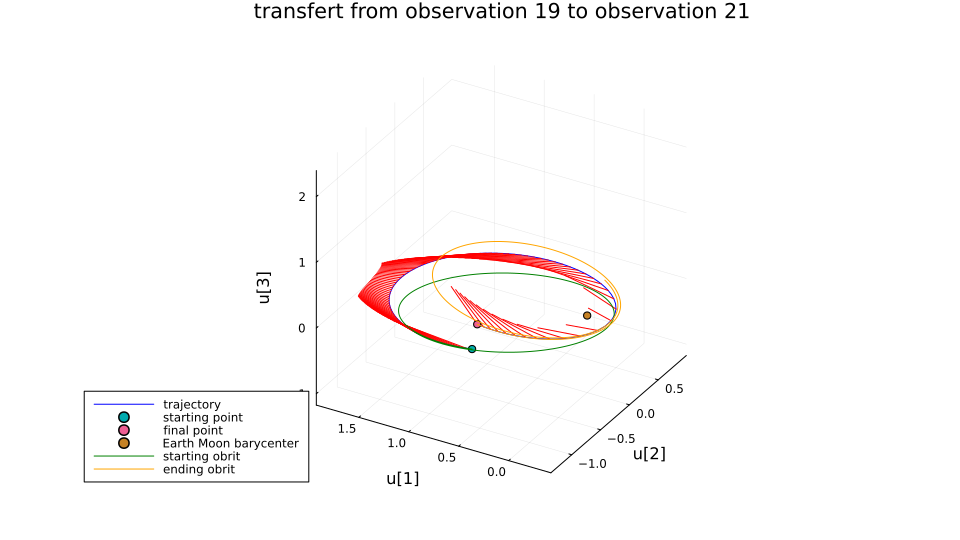 transfert from observation 19 to observation 21
u[3]
2
1
0
1.5
1.0
0.5
0.0
u[1]
0.5
0.0
−0.5
−1.0
u[2]
trajectory
starting point
final point
Earth Moon barycenter
starting obrit
ending obrit